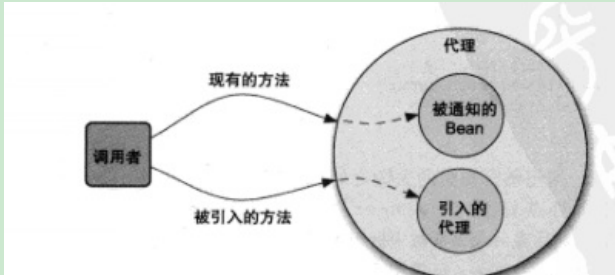 代理
现有的方法
被通知的
Bean
调用者
引入的
代理
被引入的方法